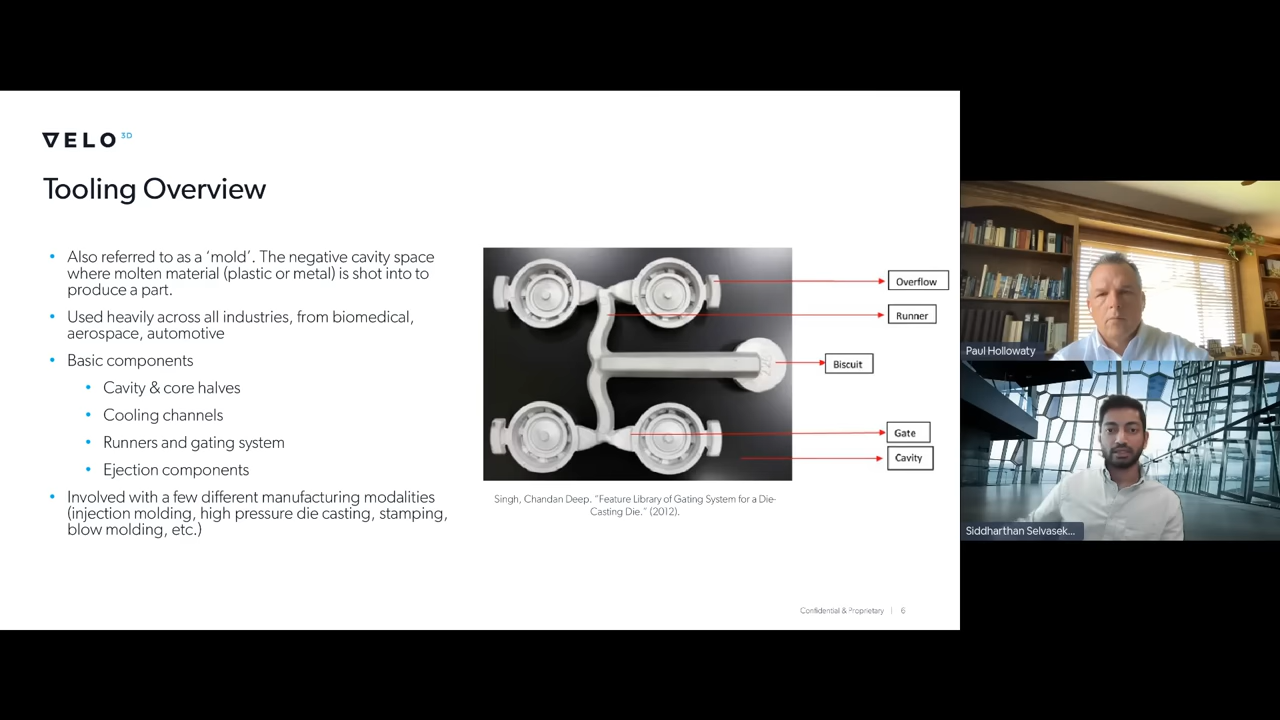 VELO 3D
Tooling Overview
• Also referred to as a ‘mold’. The negative cavity space
where molten material (plastic or metal) is shot into to
produce a part.
• Used heavily across all industries, from biomedical,
aerospace, automotive
• Basic components
• Cavity & core halves
• Cooling channels
• Runners and gating system
• Ejection components
• Involved with a few different manufacturing modalities
(injection molding, high pressure die casting, stamping,
blow molding, etc.)
Overflow
Runner
Biscuit
Gate
Cavity
Singh, Chandan Deep. “Feature Library of Gating System for a Die-
Casting Die.” (2012).
Confidential & Proprietary | 6
Paul Hollowaty
Siddharthan Selvasek...